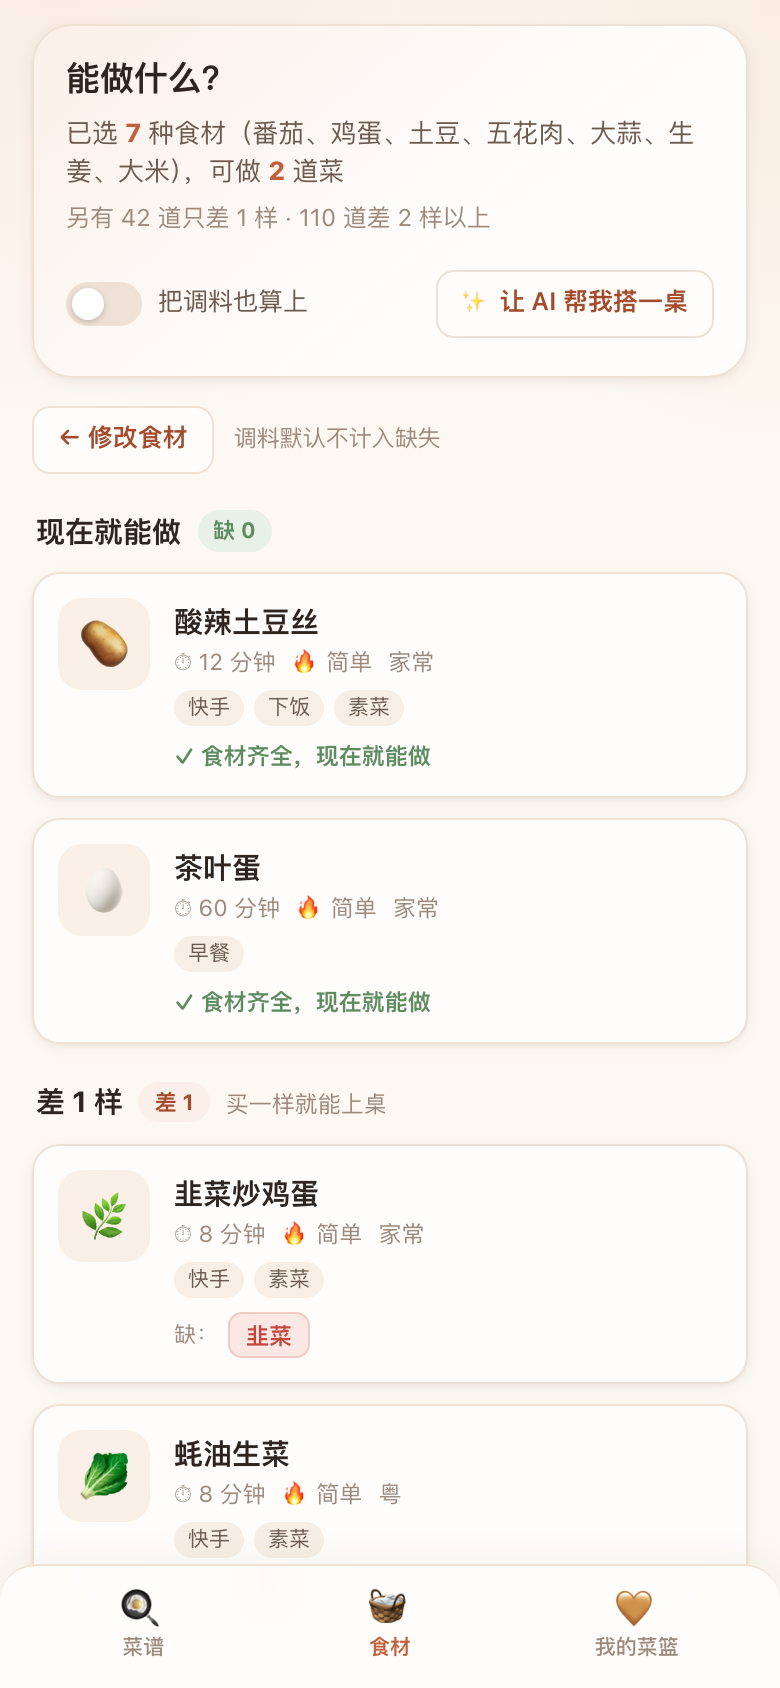 能做什么?
已选 7 种食材（番茄、鸡蛋、土豆、五花肉、大蒜、生
姜、大米），可做 2 道菜
另有 42 道只差 1 样 · 110 道差 2 样以上
把调料也算上
✨ 让 AI 帮我搭一桌
← 修改食材
调料默认不计入缺失
现在就能做 缺 0
酸辣土豆丝
⏱ 12 分钟 🔥 简单 家常
快手 下饭 素菜
✓ 食材齐全，现在就能做
茶叶蛋
⏱ 60 分钟 🔥 简单 家常
早餐
✓ 食材齐全，现在就能做
差 1 样 差 1 买一样就能上桌
韭菜炒鸡蛋
⏱ 8 分钟 🔥 简单 家常
快手 素菜
缺： 韭菜
蚝油生菜
⏱ 8 分钟 🔥 简单 粤
快手 素菜
菜谱 食材 我的菜篮